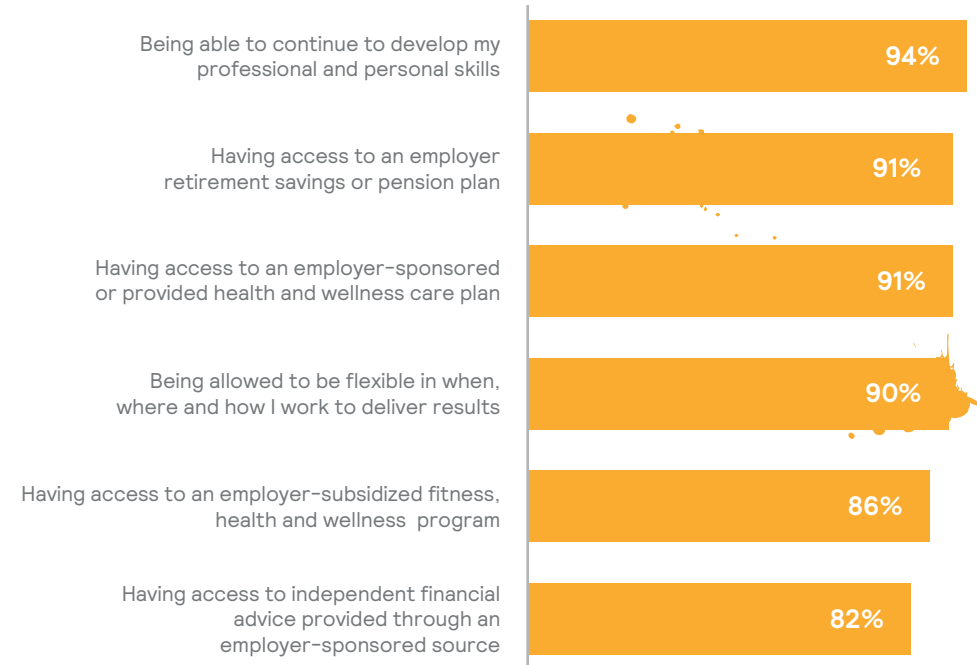 Being able to continue to develop my
professional and personal skills
94%
Having access to an employer
retirement savings or pension plan
91%
Having access to an employer-sponsored
or provided health and wellness care plan
91%
Being allowed to be flexible in when,
where and how I work to deliver results
90%
Having access to an employer-subsidized fitness,
health and wellness program
86%
Having access to independent financial
advice provided through an
employer-sponsored source
82%